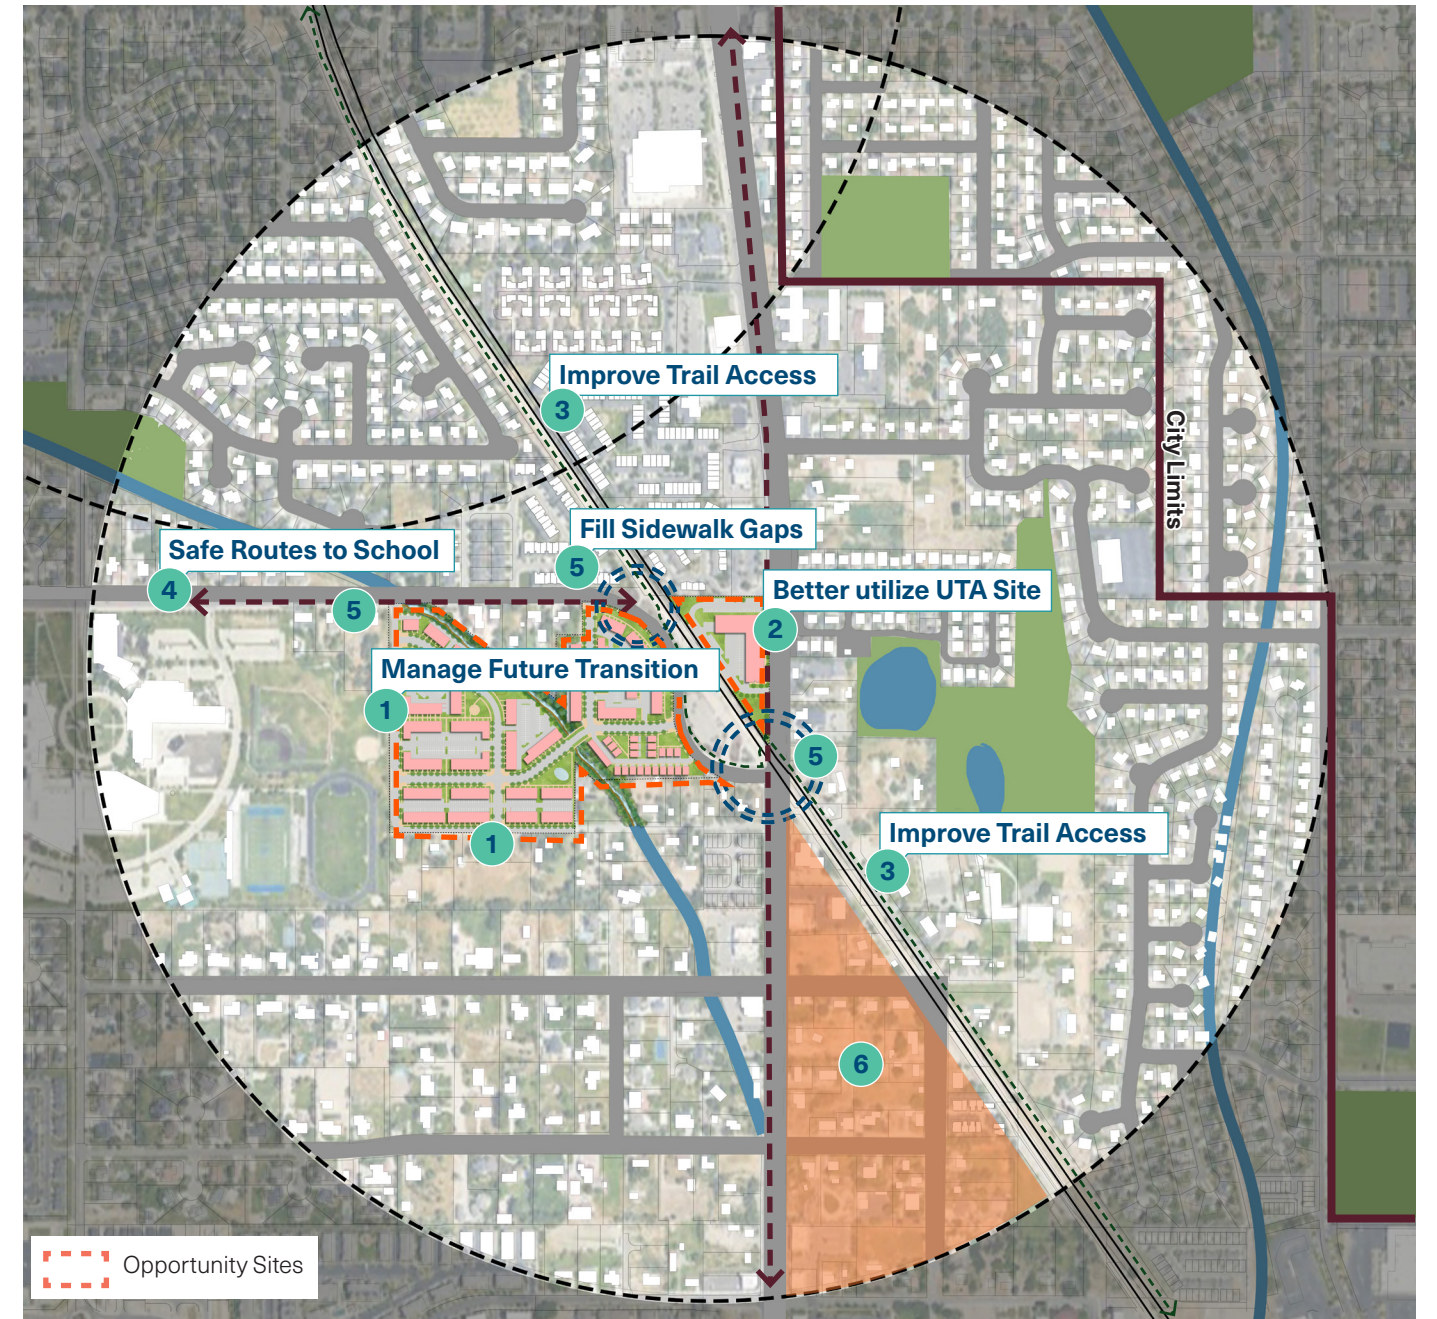 Improve Trail Access
3
City Limits
Fill Sidewalk Gaps
5
Safe Routes to School
4
5
Better utilize UTA Site
2
Manage Future Transition
1
5
1
Improve Trail Access
3
6
Opportunity Sites